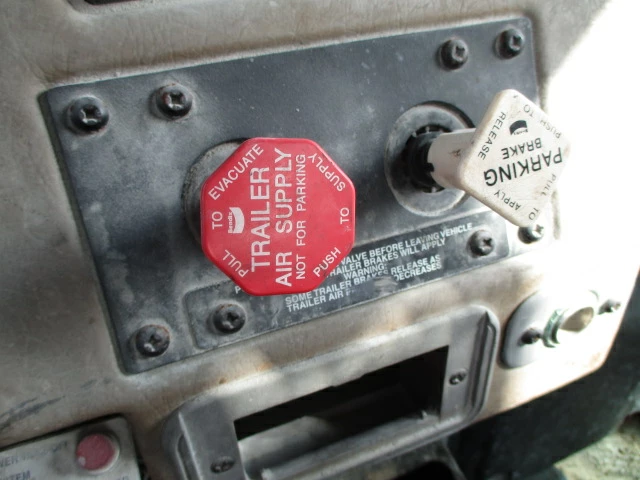 PULL TO EVACUATE
Bendix
TRAILER
AIR SUPPLY
NOT FOR PARKING
PUSH TO SUPPLY
PUSH TO RELEASE
PARKING
BRAKE
PULL TO APPLY
VALVE BEFORE LEAVING VEHICLE
TRAILER BRAKES WILL APPLY
WARNING:
SOME TRAILER BRAKES RELEASE AS
TRAILER AIR DECREASES